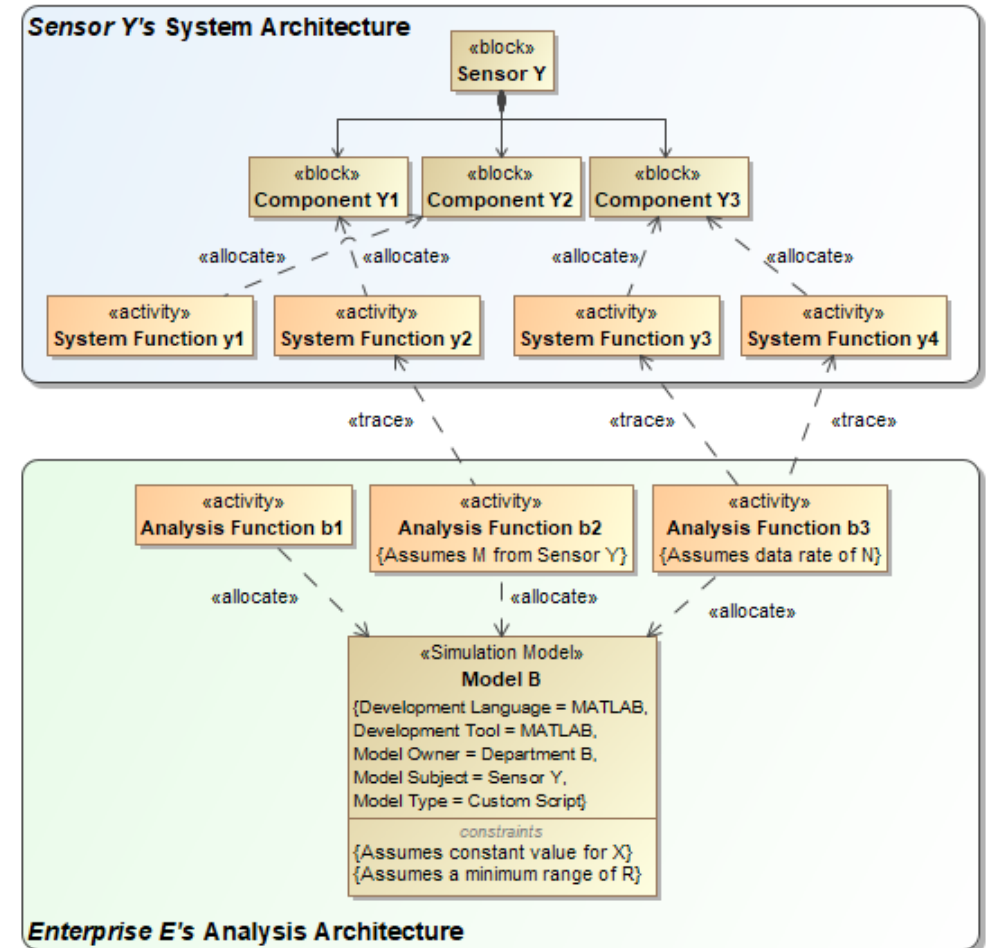 Sensor Y's System Architecture
«block»
Sensor Y
«block»
Component Y1
«block»
Component Y2
«block»
Component Y3
«allocate»
«allocate»
«allocate»
«allocate»
«activity»
System Function y1
«activity»
System Function y2
«activity»
System Function y3
«activity»
System Function y4
«trace»
«trace»
«trace»
«activity»
Analysis Function b1
«activity»
Analysis Function b2
{Assumes M from Sensor Y}
«activity»
Analysis Function b3
{Assumes data rate of N}
«allocate»
«allocate»
«allocate»
«Simulation Model»
Model B
{Development Language = MATLAB,
Development Tool = MATLAB,
Model Owner = Department B,
Model Subject = Sensor Y,
Model Type = Custom Script}
constraints
{Assumes constant value for X}
{Assumes a minimum range of R}
Enterprise E's Analysis Architecture